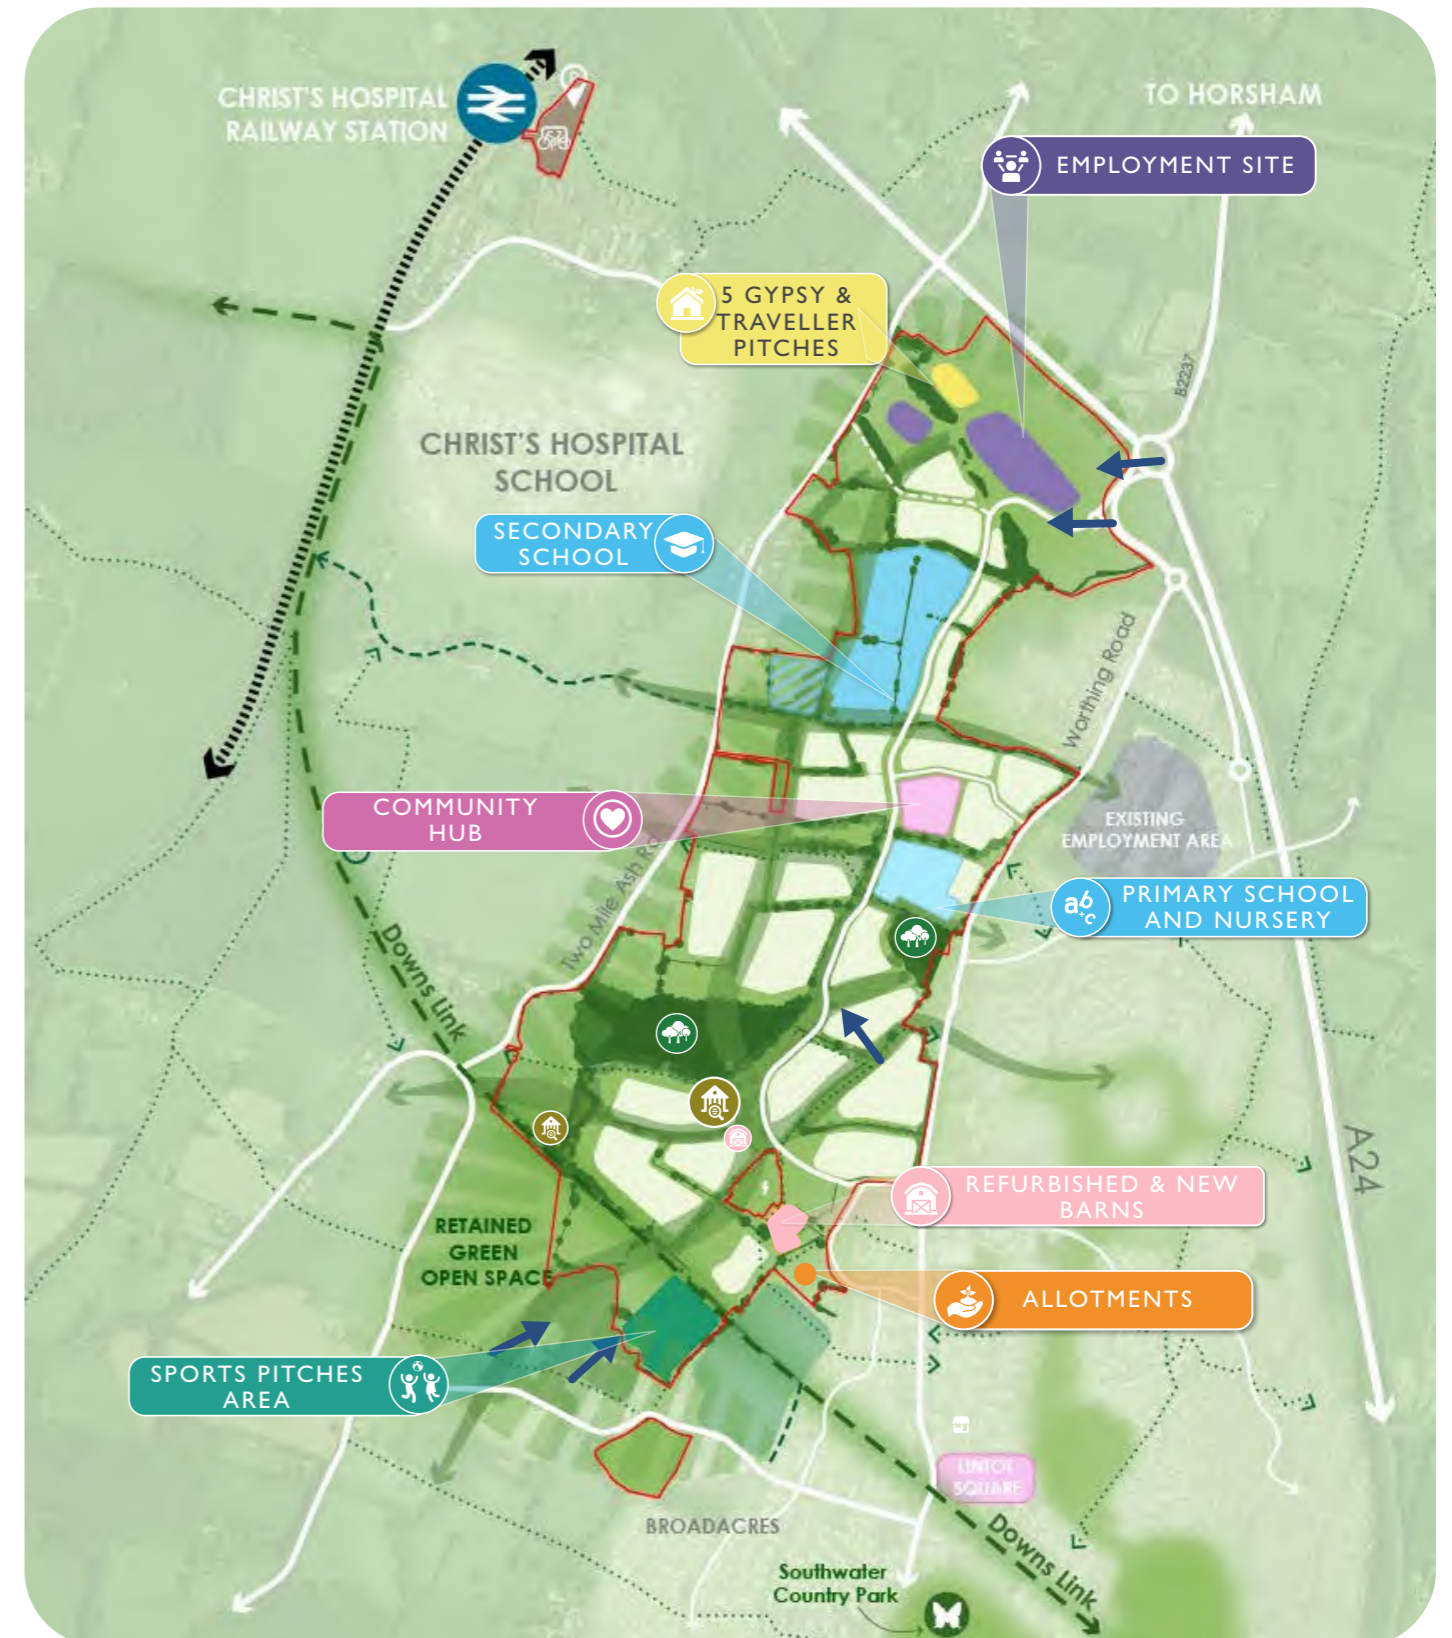 CHRIST'S HOSPITAL
RAILWAY STATION
TO HORSHAM
EMPLOYMENT SITE
5 GYPSY &
TRAVELLER
PITCHES
B2237
CHRIST'S HOSPITAL
SCHOOL
SECONDARY
SCHOOL
Worthing Road
COMMUNITY
HUB
EXISTING
EMPLOYMENT AREA
Two Mile Ash Road
a b
+c
PRIMARY SCHOOL
AND NURSERY
Downs Link
A24
REFURBISHED & NEW
BARNS
RETAINED
GREEN
OPEN SPACE
ALLOTMENTS
SPORTS PITCHES
AREA
LINTOT
SQUARE
BROADACRES
Downs Link
Southwater
Country Park